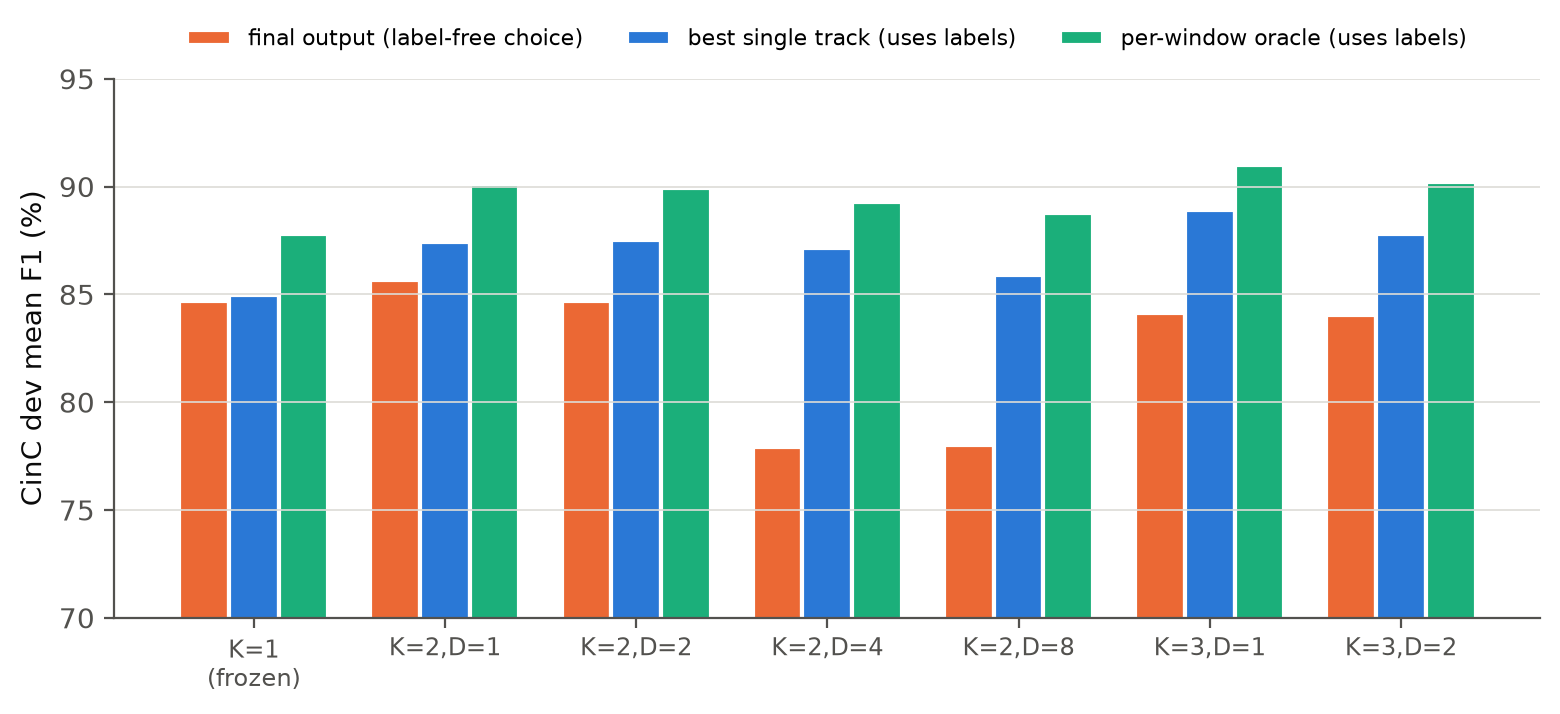 final output (label-free choice) best single track (uses labels) per-window oracle (uses labels)
95
90
85
80
75
70
CinC dev mean F1 (%)
K=1 K=2,D=1 K=2,D=2 K=2,D=4 K=2,D=8 K=3,D=1 K=3,D=2
(frozen)